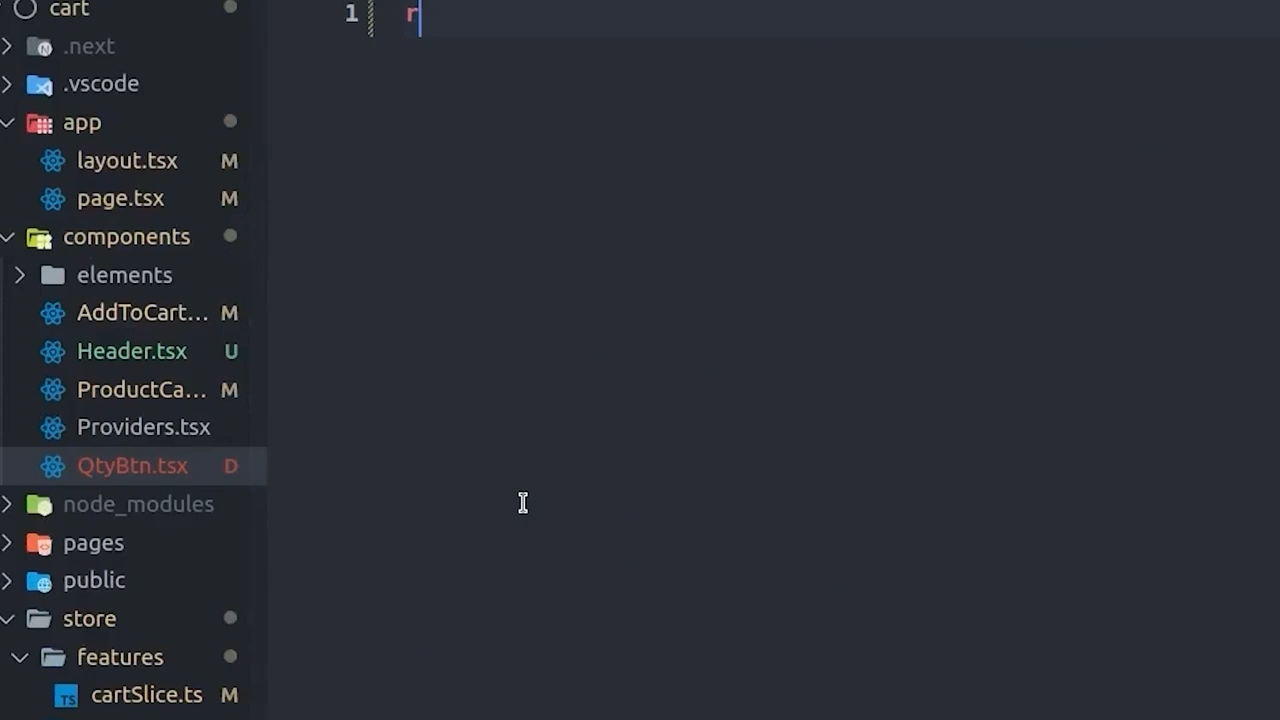 cart
1 r
.next
.vscode
app
layout.tsx M
page.tsx M
components
elements
AddToCart... M
Header.tsx U
ProductCa... M
Providers.tsx
QtyBtn.tsx D
node_modules
pages
public
store
features
TS cartSlice.ts M